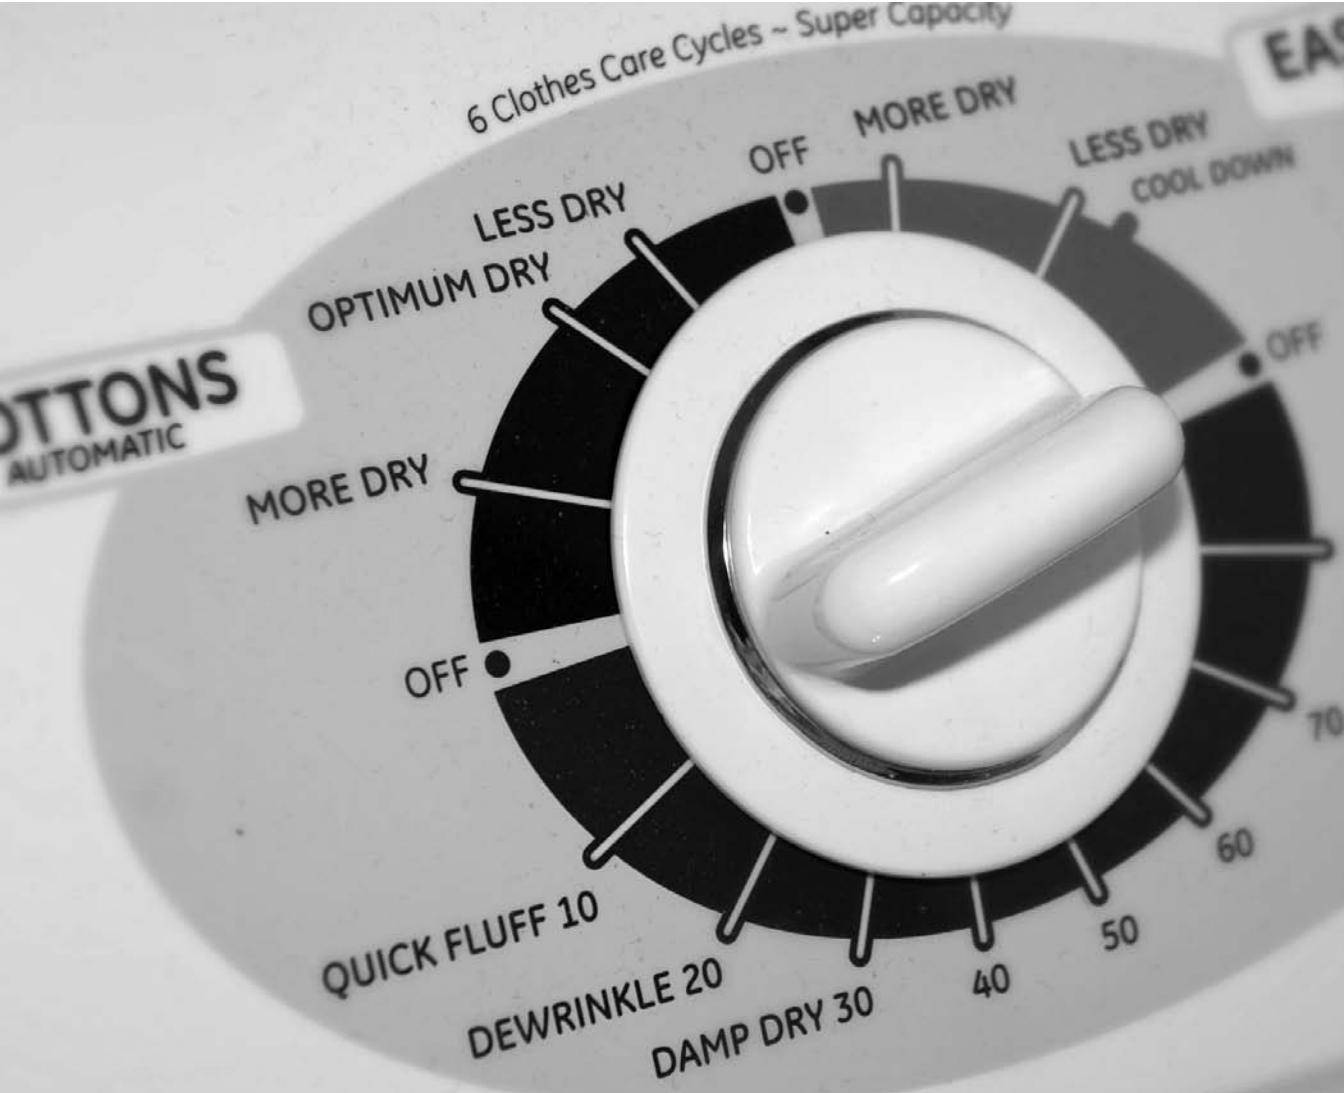 6 Clothes Care Cycles ~ Super Capacity
EAS
MORE DRY
OFF
LESS DRY
COOL DOWN
LESS DRY
OPTIMUM DRY
OFF
OTTONS
AUTOMATIC
MORE DRY
OFF
70
60
QUICK FLUFF 10
50
DEWRINKLE 20
40
DAMP DRY 30